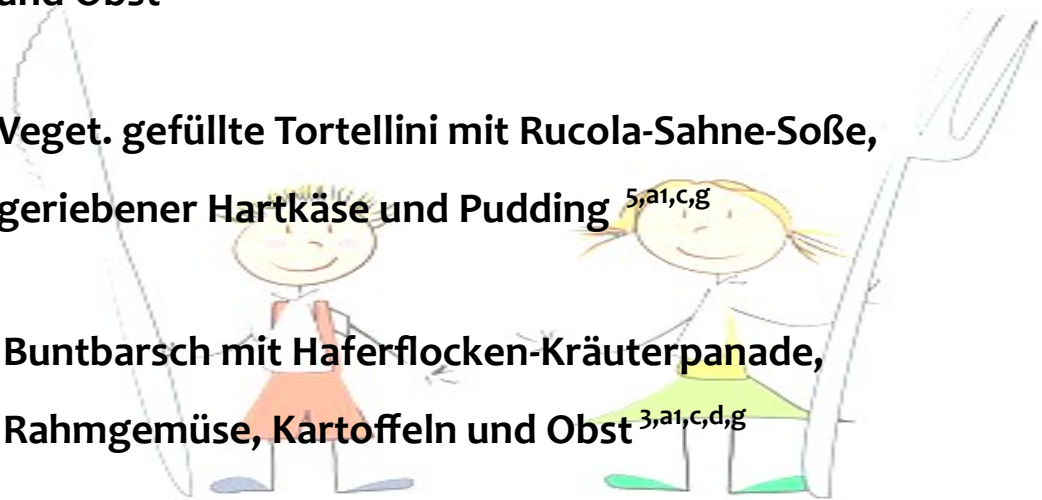 und Obst
Veget. gefüllte Tortellini mit Rucola-Sahne-Soße,
geriebener Hartkäse und Pudding 5,a1,c,g
Buntbarsch mit Haferflocken-Kräuterpanade,
Rahmgemüse, Kartoffeln und Obst 3,a1,c,d,g